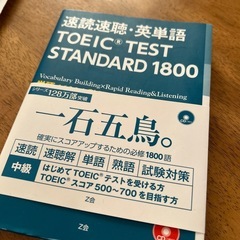 速読速聴・英単語
TOEIC® TEST
STANDARD 1800
Vocabulary Building×Rapid Reading&Listening
シリーズ128万部突破
一石五鳥。
確実にスコアアップするための必修1800語
速読 速聴解 単語 熟語 試験対策
中級
はじめてTOEIC®テストを受ける方
TOEIC®スコア500〜700を目指す方
Z会
Z会